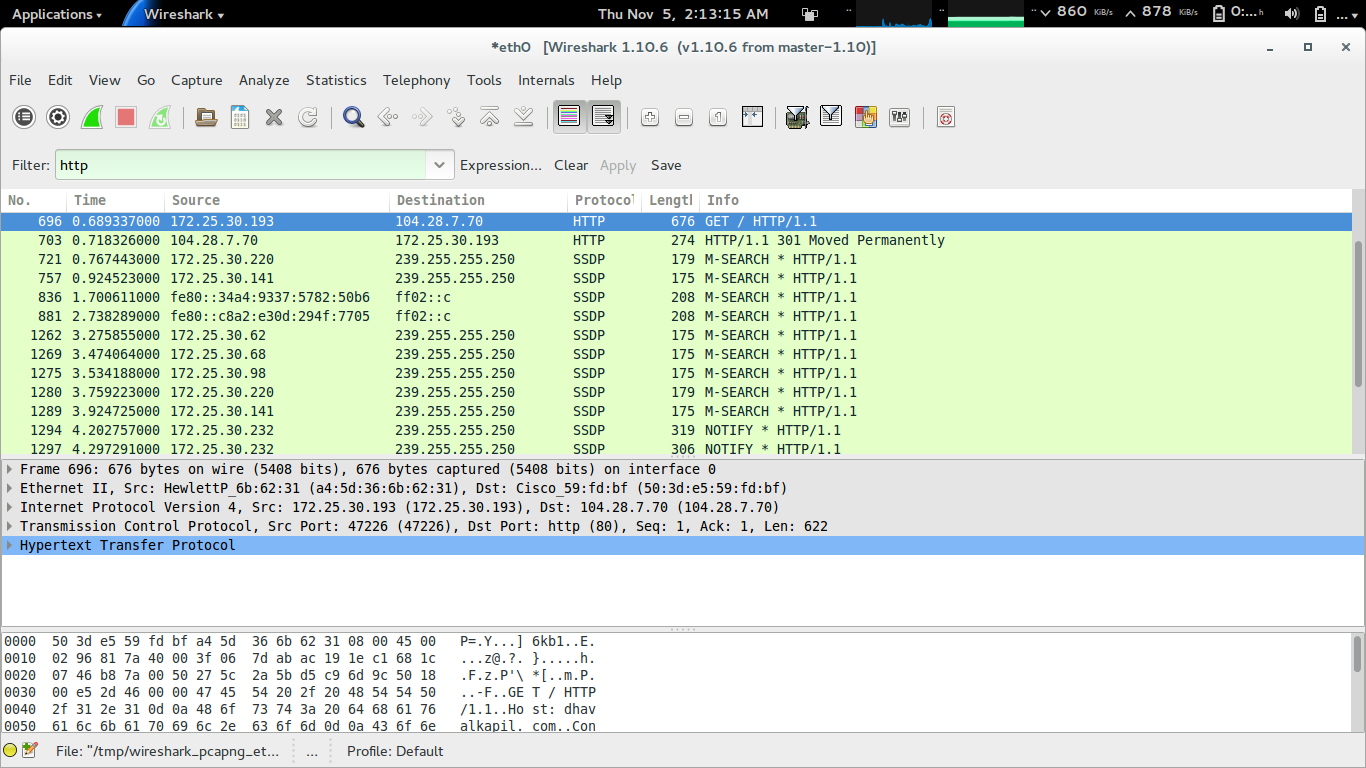 Applications Wireshark Thu Nov 5, 2:13:15 AM 860 KiB/s 878 KiB/s 0:... h ...
*eth0 [Wireshark 1.10.6 (v1.10.6 from master-1.10)]
File Edit View Go Capture Analyze Statistics Telephony Tools Internals Help
Filter: http Expression... Clear Apply Save
No. Time Source Destination Protocol Length Info
696 0.689337000 172.25.30.193 104.28.7.70 HTTP 676 GET / HTTP/1.1
703 0.718326000 104.28.7.70 172.25.30.193 HTTP 274 HTTP/1.1 301 Moved Permanently
721 0.767443000 172.25.30.220 239.255.255.250 SSDP 179 M-SEARCH * HTTP/1.1
757 0.924523000 172.25.30.141 239.255.255.250 SSDP 175 M-SEARCH * HTTP/1.1
836 1.700611000 fe80::34a4:9337:5782:50b6 ff02::c SSDP 208 M-SEARCH * HTTP/1.1
881 2.738289000 fe80::c8a2:e30d:294f:7705 ff02::c SSDP 208 M-SEARCH * HTTP/1.1
1262 3.275855000 172.25.30.62 239.255.255.250 SSDP 175 M-SEARCH * HTTP/1.1
1269 3.474064000 172.25.30.68 239.255.255.250 SSDP 175 M-SEARCH * HTTP/1.1
1275 3.534188000 172.25.30.98 239.255.255.250 SSDP 175 M-SEARCH * HTTP/1.1
1280 3.759223000 172.25.30.220 239.255.255.250 SSDP 179 M-SEARCH * HTTP/1.1
1289 3.924725000 172.25.30.141 239.255.255.250 SSDP 175 M-SEARCH * HTTP/1.1
1294 4.202757000 172.25.30.232 239.255.255.250 SSDP 319 NOTIFY * HTTP/1.1
1297 4.297291000 172.25.30.232 239.255.255.250 SSDP 306 NOTIFY * HTTP/1.1
Frame 696: 676 bytes on wire (5408 bits), 676 bytes captured (5408 bits) on interface 0
Ethernet II, Src: HewlettP_6b:62:31 (a4:5d:36:6b:62:31), Dst: Cisco_59:fd:bf (50:3d:e5:59:fd:bf)
Internet Protocol Version 4, Src: 172.25.30.193 (172.25.30.193), Dst: 104.28.7.70 (104.28.7.70)
Transmission Control Protocol, Src Port: 47226 (47226), Dst Port: http (80), Seq: 1, Ack: 1, Len: 622
Hypertext Transfer Protocol
0000 50 3d e5 59 fd bf a4 5d 36 6b 62 31 08 00 45 00 P=.Y...] 6kb1..E.
0010 02 96 81 7a 40 00 3f 06 7d ab ac 19 1e c1 68 1c ...z@.?. }.....h.
0020 07 46 b8 7a 00 50 27 5c 2a 5b d5 c9 6d 9c 50 18 .F.z.P'\ *[..m.P.
0030 00 e5 2d 46 00 00 47 45 54 20 2f 20 48 54 54 50 ..-F..GE T / HTTP
0040 2f 31 2e 31 0d 0a 48 6f 73 74 3a 20 64 68 61 76 /1.1..Ho st: dhav
0050 61 6c 6b 61 70 69 6c 2e 63 6f 6d 0d 0a 43 6f 6e alkapil. com..Con
File: "/tmp/wireshark_pcapng_et... ... Profile: Default